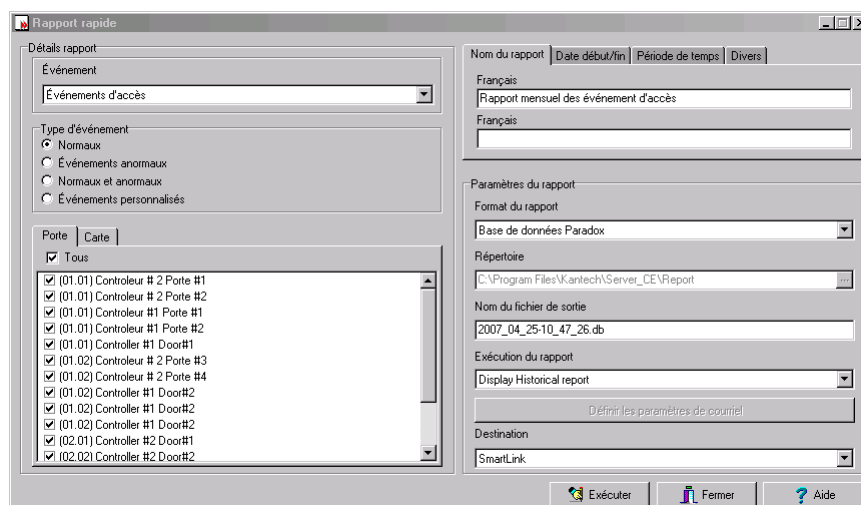 Rapport rapide
Détails rapport
Événement
Événements d'accès
Type d'événement
Normaux
Événements anormaux
Normaux et anormaux
Événements personnalisés
Porte
Carte
Tous
(01.01) Controleur # 2 Porte #1
(01.01) Controleur # 2 Porte #2
(01.01) Controleur #1 Porte #1
(01.01) Controleur #1 Porte #2
(01.01) Controller #1 Door#1
(01.02) Controleur # 2 Porte #3
(01.02) Controleur # 2 Porte #4
(01.02) Controller #1 Door#2
(01.02) Controller #1 Door#2
(01.02) Controller #1 Door#2
(02.01) Controller #2 Door#1
(02.02) Controller #2 Door#2
Nom du rapport
Date début/fin
Période de temps
Divers
Français
Rapport mensuel des événement d'accès
Français
Paramètres du rapport
Format du rapport
Base de données Paradox
Répertoire
C:\Program Files\Kantech\Server_CE\Report
...
Nom du fichier de sortie
2007_04_25-10_47_26.db
Exécution du rapport
Display Historical report
Définir les paramètres de courriel
Destination
SmartLink
Exécuter
Fermer
? Aide